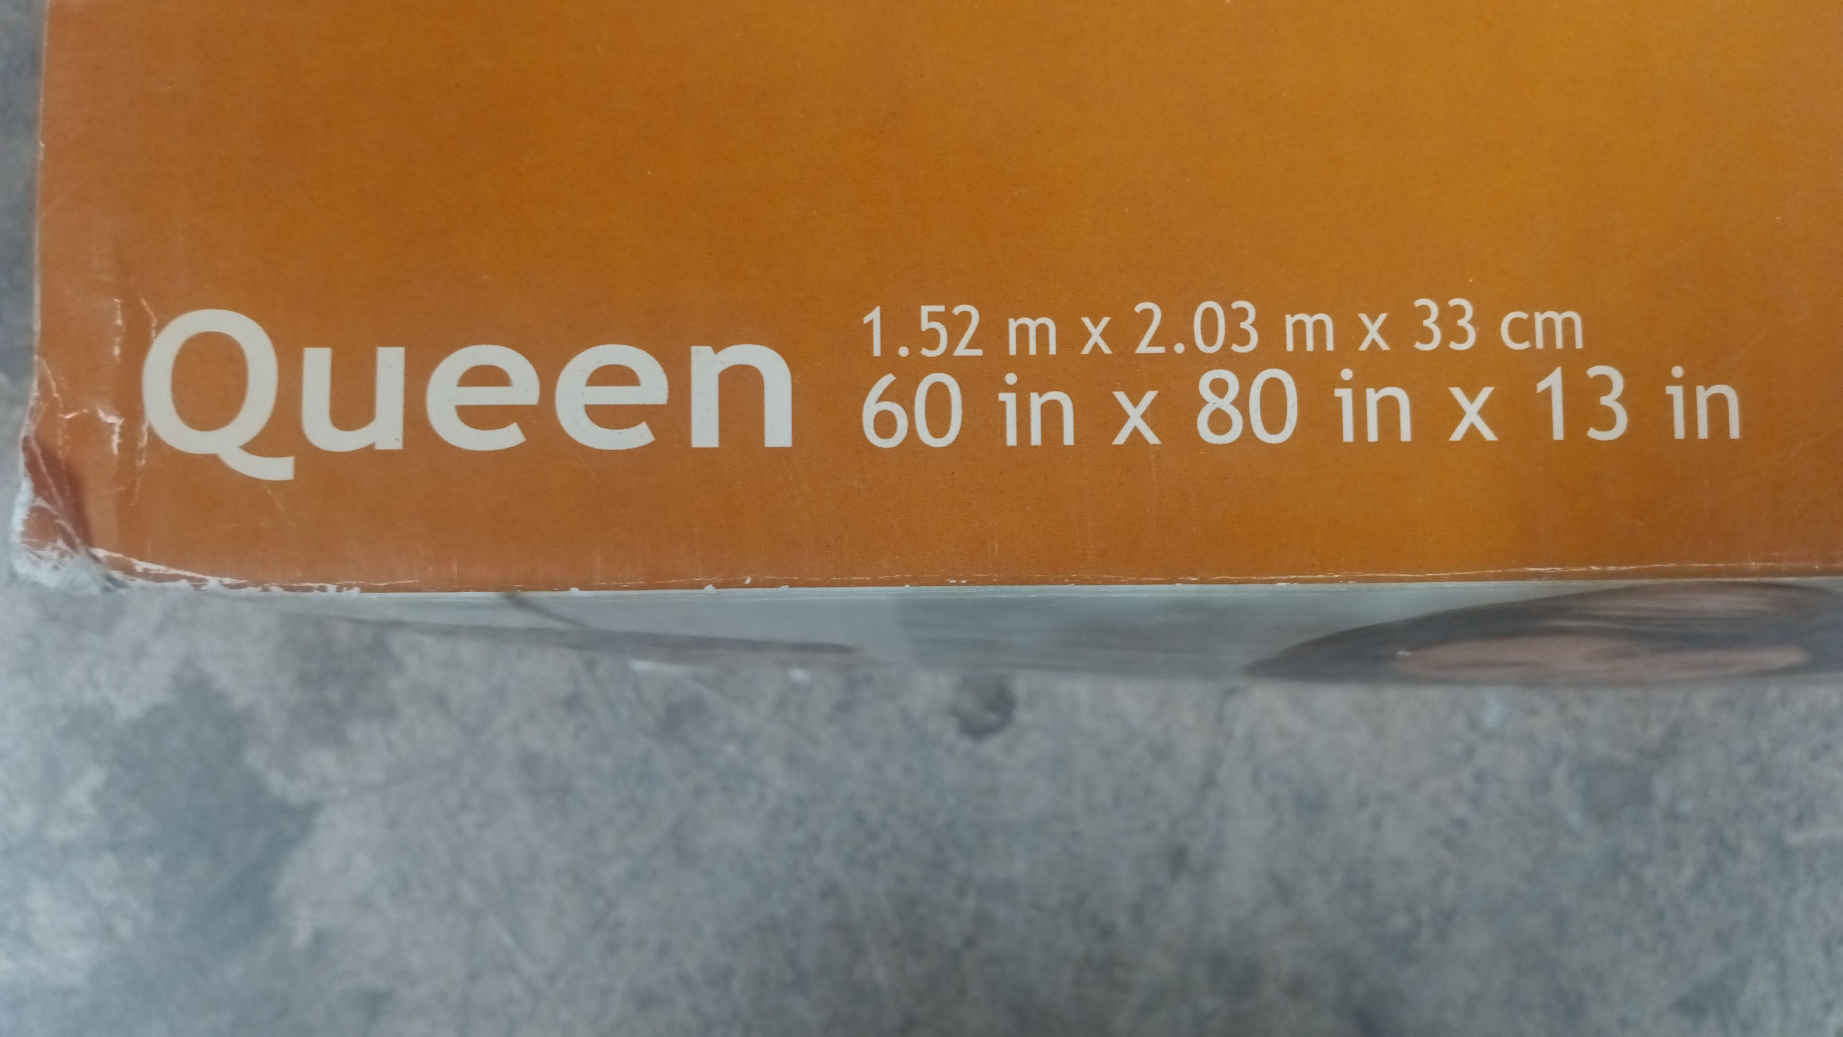 Queen
1.52 m x 2.03 m x 33 cm
60 in x 80 in x 13 in